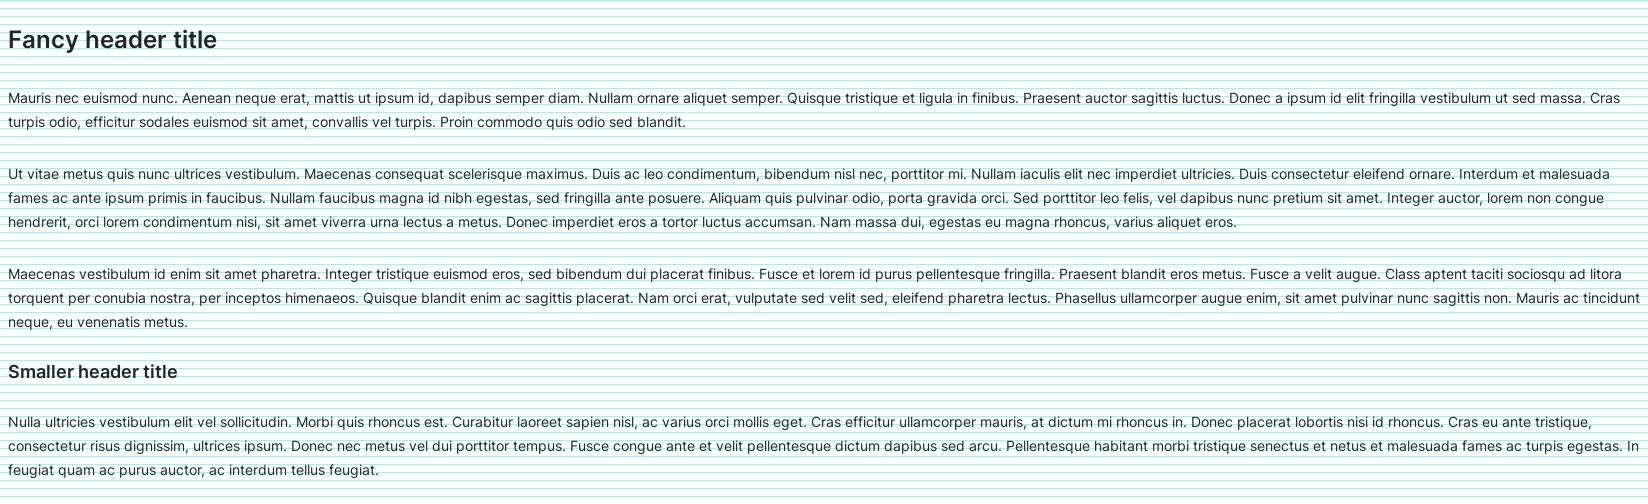 Fancy header title
Mauris nec euismod nunc. Aenean neque erat, mattis ut ipsum id, dapibus semper diam. Nullam ornare aliquet semper. Quisque tristique et ligula in finibus. Praesent auctor sagittis luctus. Donec a ipsum id elit fringilla vestibulum ut sed massa. Cras
turpis odio, efficitur sodales euismod sit amet, convallis vel turpis. Proin commodo quis odio sed blandit.
Ut vitae metus quis nunc ultrices vestibulum. Maecenas consequat scelerisque maximus. Duis ac leo condimentum, bibendum nisl nec, porttitor mi. Nullam iaculis elit nec imperdiet ultricies. Duis consectetur eleifend ornare. Interdum et malesuada
fames ac ante ipsum primis in faucibus. Nullam faucibus magna id nibh egestas, sed fringilla ante posuere. Aliquam quis pulvinar odio, porta gravida orci. Sed porttitor leo felis, vel dapibus nunc pretium sit amet. Integer auctor, lorem non congue
hendrerit, orci lorem condimentum nisi, sit amet viverra urna lectus a metus. Donec imperdiet eros a tortor luctus accumsan. Nam massa dui, egestas eu magna rhoncus, varius aliquet eros.
Maecenas vestibulum id enim sit amet pharetra. Integer tristique euismod eros, sed bibendum dui placerat finibus. Fusce et lorem id purus pellentesque fringilla. Praesent blandit eros metus. Fusce a velit augue. Class aptent taciti sociosqu ad litora
torquent per conubia nostra, per inceptos himenaeos. Quisque blandit enim ac sagittis placerat. Nam orci erat, vulputate sed velit sed, eleifend pharetra lectus. Phasellus ullamcorper augue enim, sit amet pulvinar nunc sagittis non. Mauris ac tincidunt
neque, eu venenatis metus.
Smaller header title
Nulla ultricies vestibulum elit vel sollicitudin. Morbi quis rhoncus est. Curabitur laoreet sapien nisl, ac varius orci mollis eget. Cras efficitur ullamcorper mauris, at dictum mi rhoncus in. Donec placerat lobortis nisi id rhoncus. Cras eu ante tristique,
consectetur risus dignissim, ultrices ipsum. Donec nec metus vel dui porttitor tempus. Fusce congue ante et velit pellentesque dictum dapibus sed arcu. Pellentesque habitant morbi tristique senectus et netus et malesuada fames ac turpis egestas. In
feugiat quam ac purus auctor, ac interdum tellus feugiat.